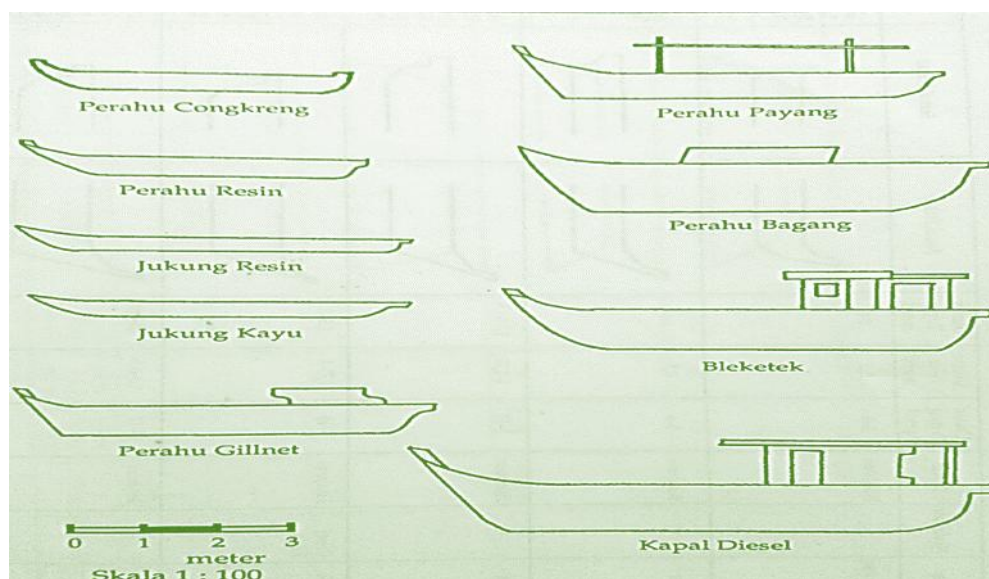 Perahu Congkreng
Perahu Resin
Jukung Resin
Jukung Kayu
Perahu Gillnet
0 1 2 3
meter
Skala 1 : 100
Perahu Payang
Perahu Bagang
Bleketek
Kapal Diesel